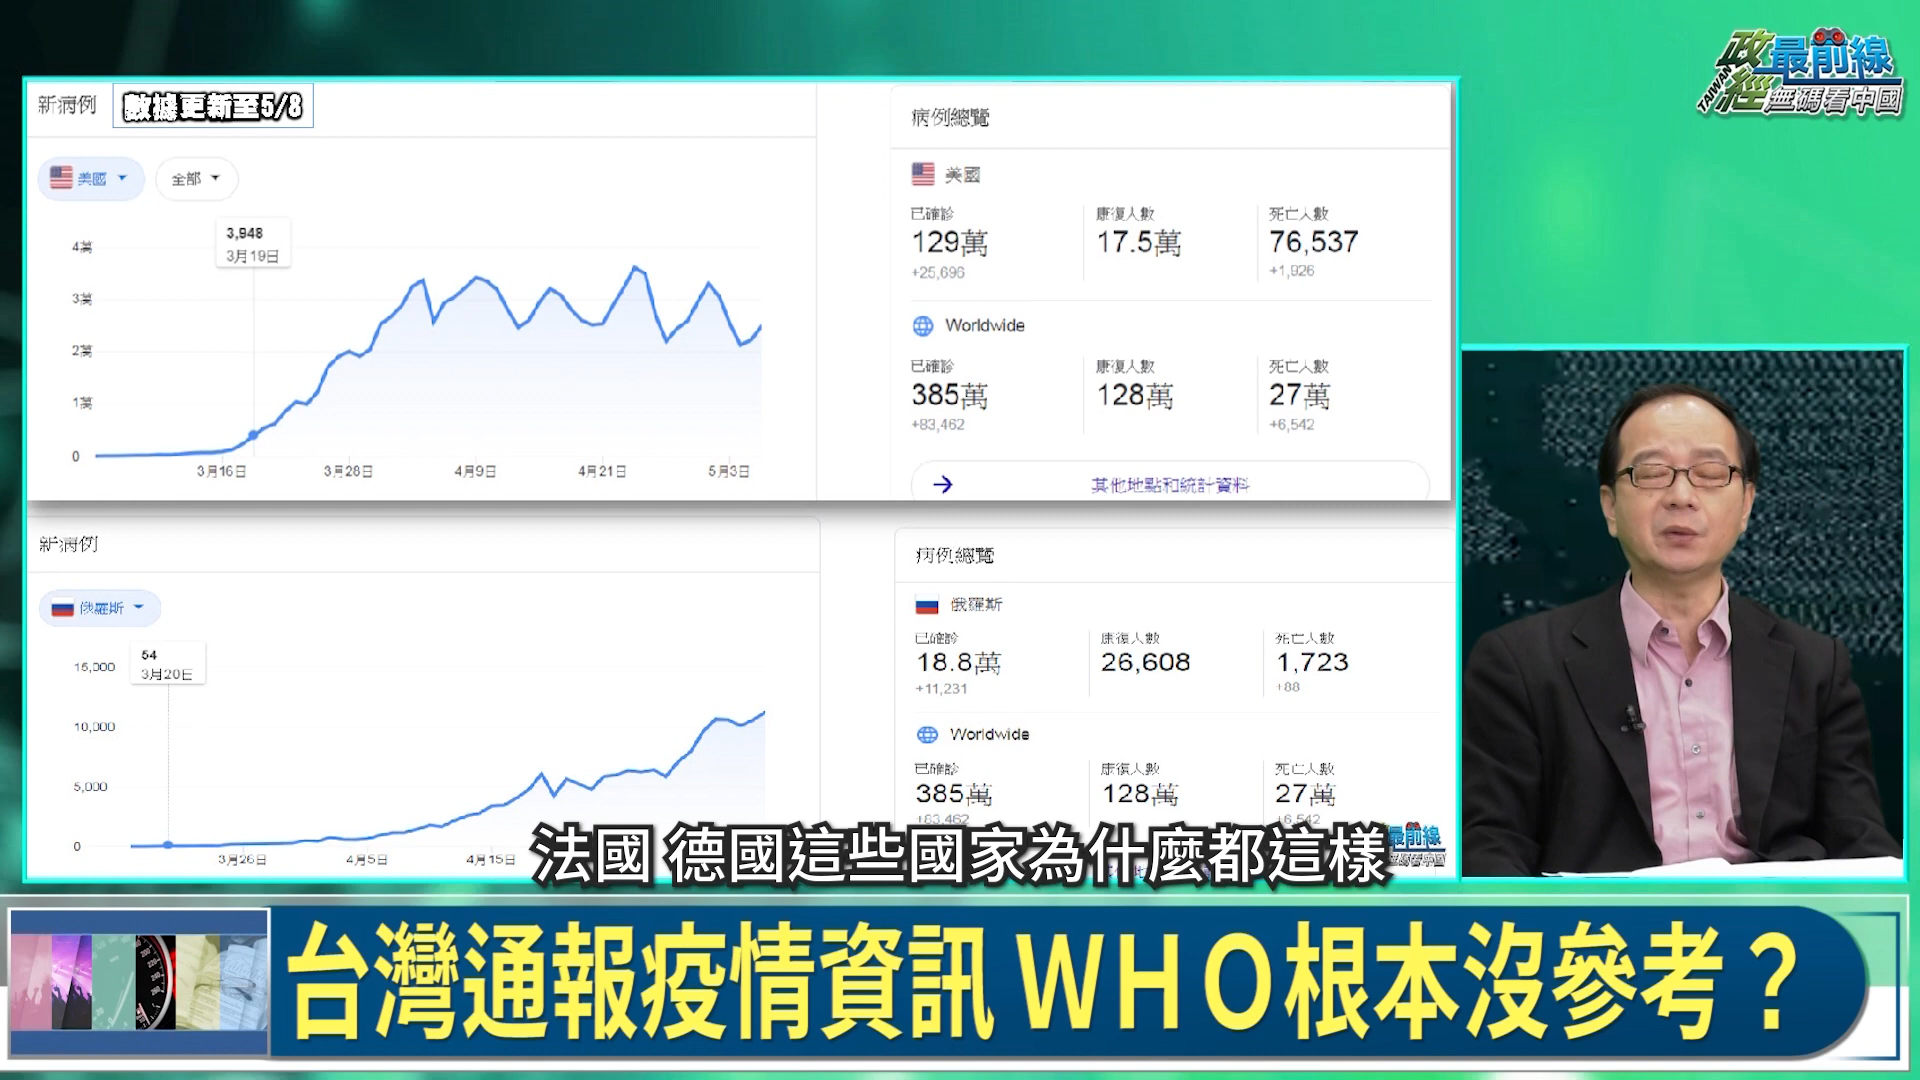 政經最前線
TAIWAN
無碼看中國
新病例
數據更新至5/8
美國
全部
3,948
3月19日
4萬
3萬
2萬
1萬
0
3月16日
3月28日
4月9日
4月21日
5月3日
病例總覽
美國
已確診
康復人數
死亡人數
129萬
17.5萬
76,537
+25,696
+1,926
Worldwide
已確診
康復人數
死亡人數
385萬
128萬
27萬
+83,462
+6,542
其他地點和統計資料
新病例
俄羅斯
54
3月20日
15,000
10,000
5,000
0
3月26日
4月5日
4月15日
病例總覽
俄羅斯
已確診
康復人數
死亡人數
18.8萬
26,608
1,723
+11,231
+88
Worldwide
已確診
康復人數
死亡人數
385萬
128萬
27萬
+83,462
+6,542
最前線
無碼看中國
法國 德國這些國家為什麼都這樣
台灣通報疫情資訊 WHO根本沒參考？